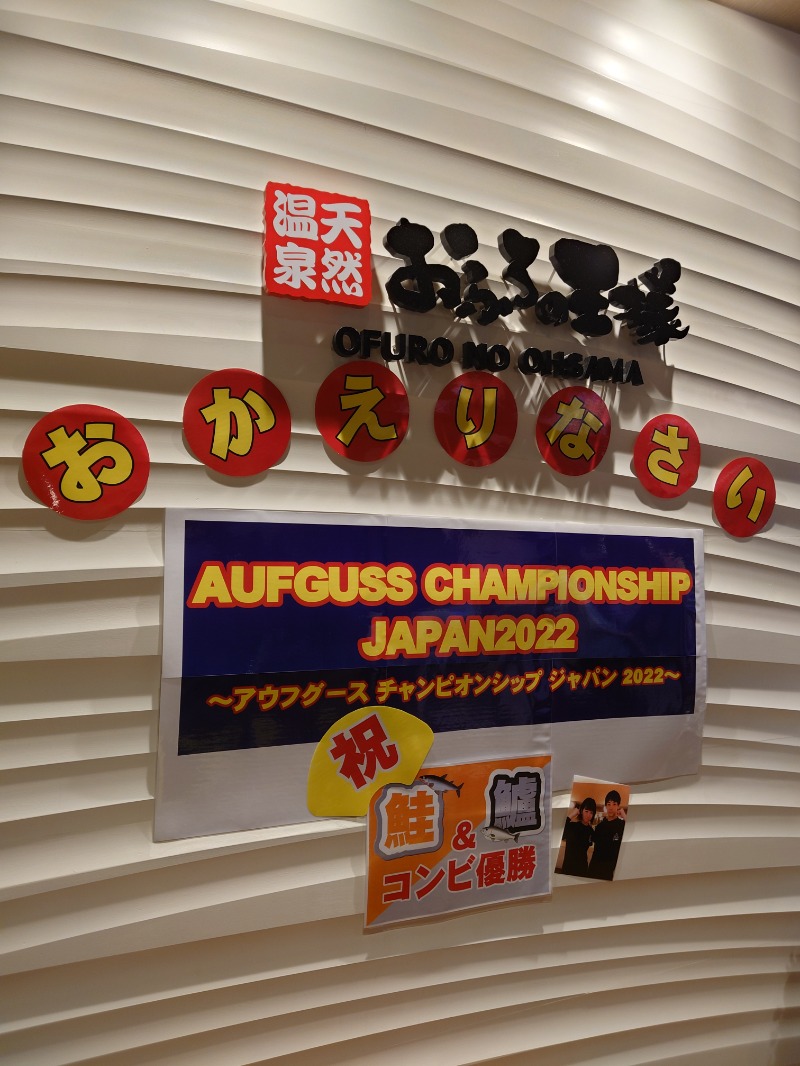 天然温泉
おふろの王様
OFURO NO OHSAMA
おかえりなさい
AUFGUSS CHAMPIONSHIP
JAPAN2022
～アウフグース チャンピオンシップ ジャパン 2022～
祝
鮭&鱸
コンビ優勝